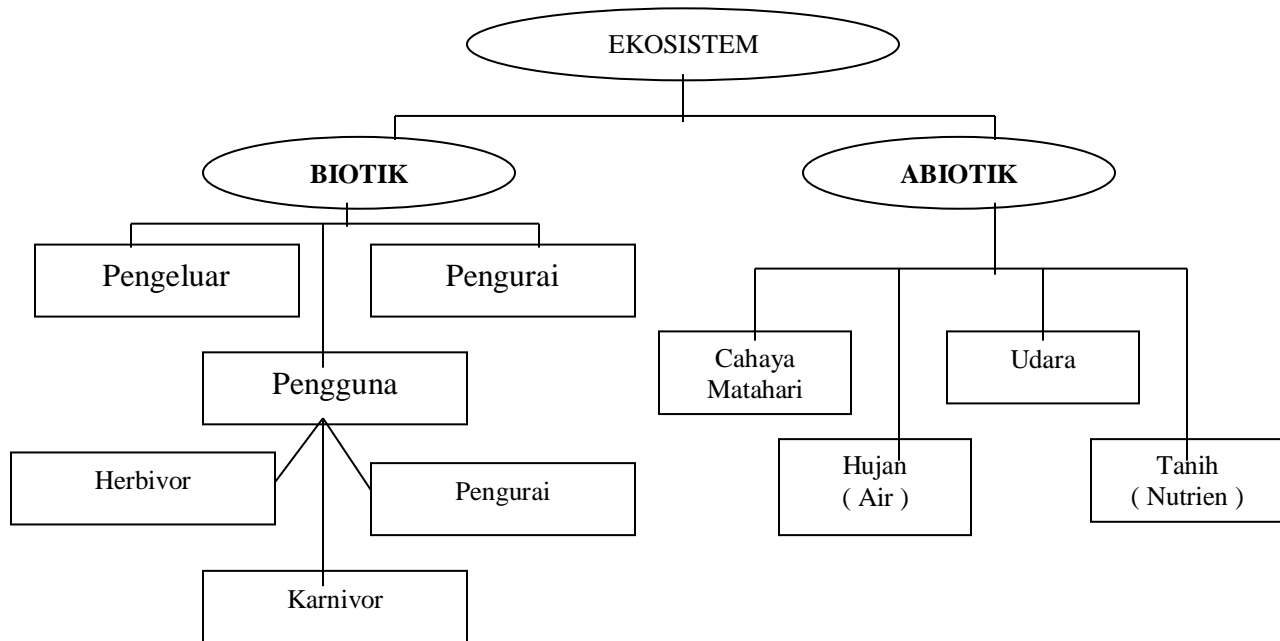 EKOSISTEM
BIOTIK
ABIOTIK
Pengeluar
Pengurai
Pengguna
Herbivor
Pengurai
Karnivor
Cahaya
Matahari
Udara
Hujan
( Air )
Tanih
( Nutrien )